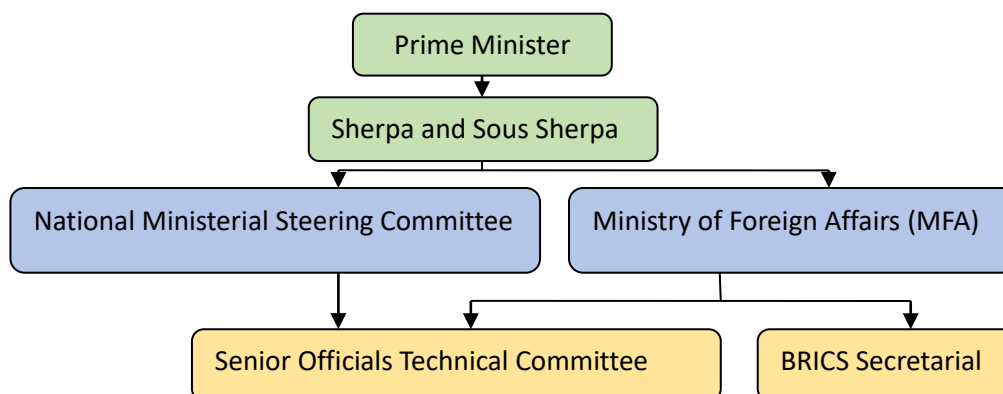 Prime Minister
Sherpa and Sous Sherpa
National Ministerial Steering Committee
Ministry of Foreign Affairs (MFA)
Senior Officials Technical Committee
BRICS Secretarial